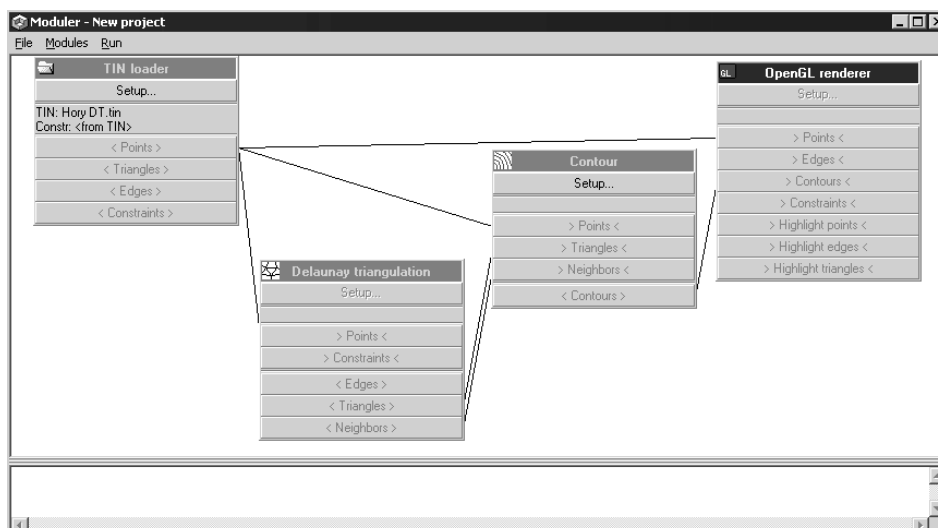 Moduler - New project
File Modules Run
TIN loader
Setup...
TIN: Hory DT.tin
Constr: <from TIN>
< Points >
< Triangles >
< Edges >
< Constraints >
Delaunay triangulation
Setup...
> Points <
> Constraints <
< Edges >
< Triangles >
< Neighbors >
Contour
Setup...
> Points <
> Triangles <
> Neighbors <
< Contours >
GL OpenGL renderer
Setup...
> Points <
> Edges <
> Contours <
> Constraints <
> Highlight points <
> Highlight edges <
> Highlight triangles <